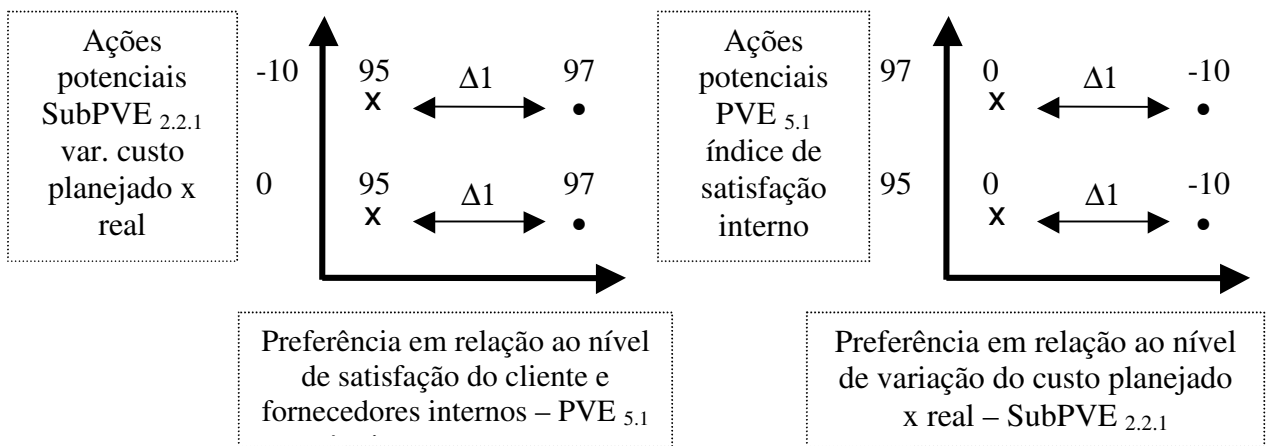 Ações
potenciais
SubPVE 2.2.1
var. custo
planejado x
real
-10 95 Δ1 97
x •
0 95 Δ1 97
x •
Preferência em relação ao nível
de satisfação do cliente e
fornecedores internos – PVE 5.1
Ações
potenciais
PVE 5.1
índice de
satisfação
interno
97 0 Δ1 -10
x •
95 0 Δ1 -10
x •
Preferência em relação ao nível
de variação do custo planejado
x real – SubPVE 2.2.1